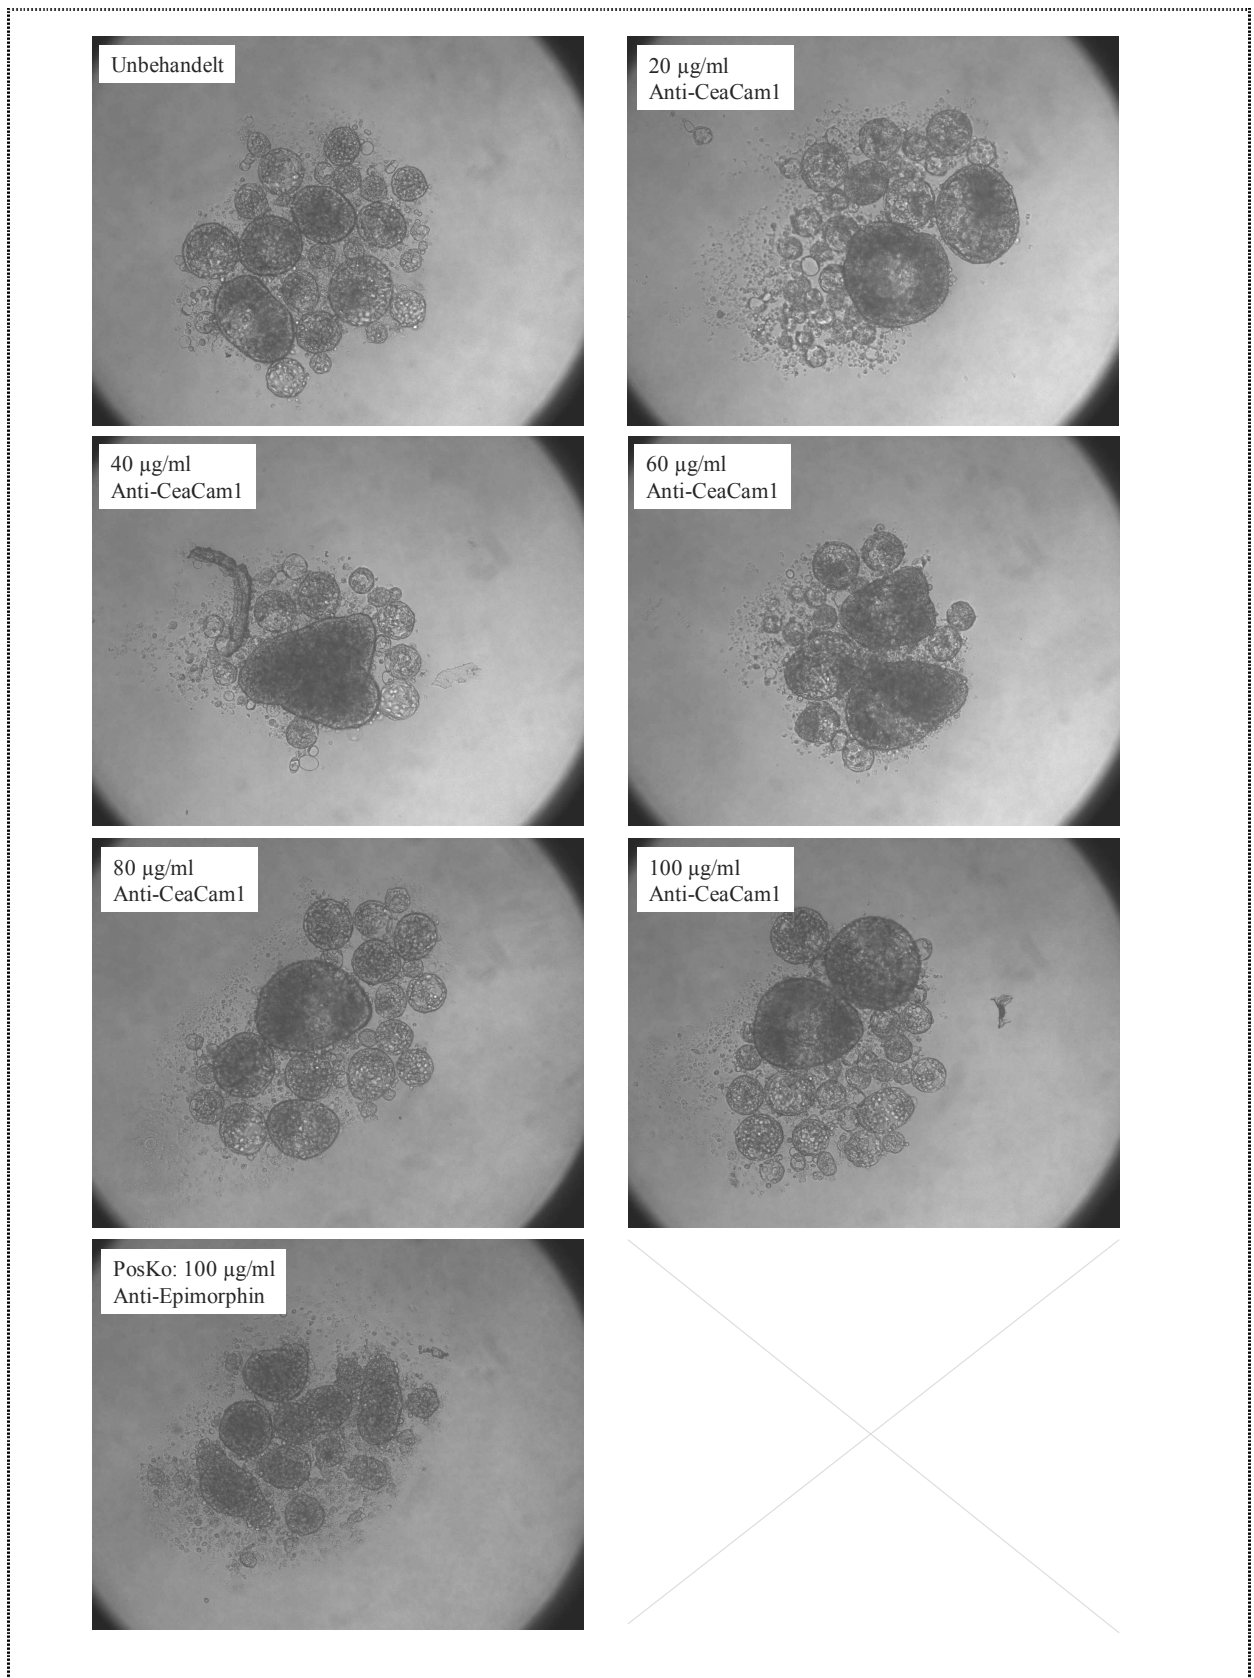 Unbehandelt
20 µg/ml
Anti-CeaCam1
40 µg/ml
Anti-CeaCam1
60 µg/ml
Anti-CeaCam1
80 µg/ml
Anti-CeaCam1
100 µg/ml
Anti-CeaCam1
PosKo: 100 µg/ml
Anti-Epimorphin